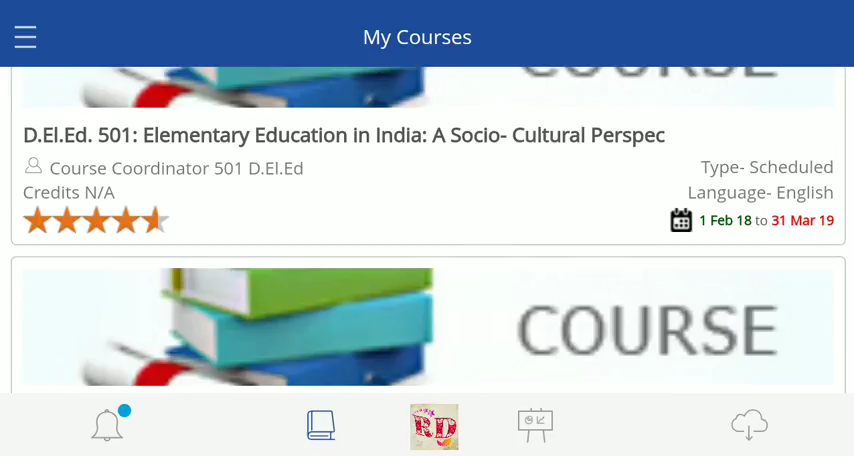 My Courses
COURSE
D.El.Ed. 501: Elementary Education in India: A Socio- Cultural Perspec
Course Coordinator 501 D.El.Ed
Type- Scheduled
Credits N/A
Language- English
1 Feb 18 to 31 Mar 19
COURSE
RD